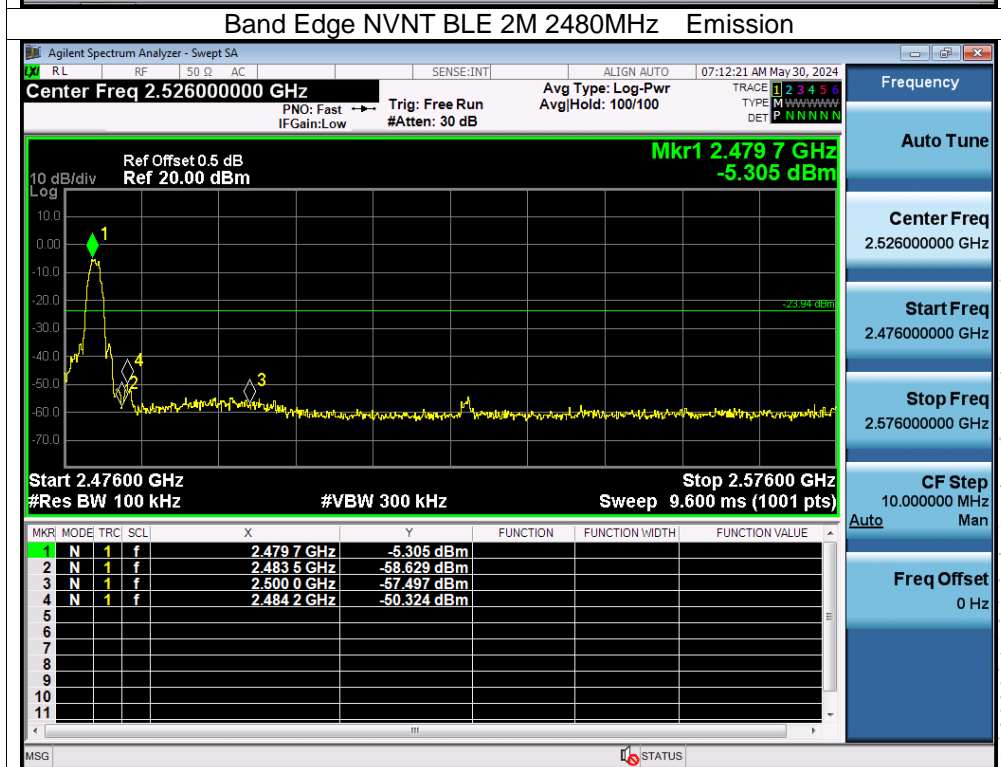 Band Edge NVNT BLE 2M 2480MHz Emission
Agilent Spectrum Analyzer - Swept SA
LXI RL RF 50 Ω AC SENSE:INT ALIGN AUTO 07:12:21 AM May 30, 2024
Center Freq 2.526000000 GHz
PNO: Fast
IFGain:Low
Trig: Free Run
#Atten: 30 dB
Avg Type: Log-Pwr
Avg|Hold: 100/100
TRACE 1 2 3 4 5 6
TYPE M WWWWW
DET P N N N N N
Ref Offset 0.5 dB
10 dB/div Ref 20.00 dBm
Log
Mkr1 2.479 7 GHz
-5.305 dBm
10.0
0.00
-10.0
-20.0
-30.0
-40.0
-50.0
-60.0
-70.0
1
4
2
3
-23.94 dBm
Start 2.47600 GHz Stop 2.57600 GHz
#Res BW 100 kHz #VBW 300 kHz Sweep 9.600 ms (1001 pts)
MKR MODE TRC SCL X Y FUNCTION FUNCTION WIDTH FUNCTION VALUE
1 N 1 f 2.479 7 GHz -5.305 dBm
2 N 1 f 2.483 5 GHz -58.629 dBm
3 N 1 f 2.500 0 GHz -57.497 dBm
4 N 1 f 2.484 2 GHz -50.324 dBm
5
6
7
8
9
10
11
MSG STATUS
Frequency
Auto Tune
Center Freq
2.526000000 GHz
Start Freq
2.476000000 GHz
Stop Freq
2.576000000 GHz
CF Step
10.000000 MHz
Auto Man
Freq Offset
0 Hz